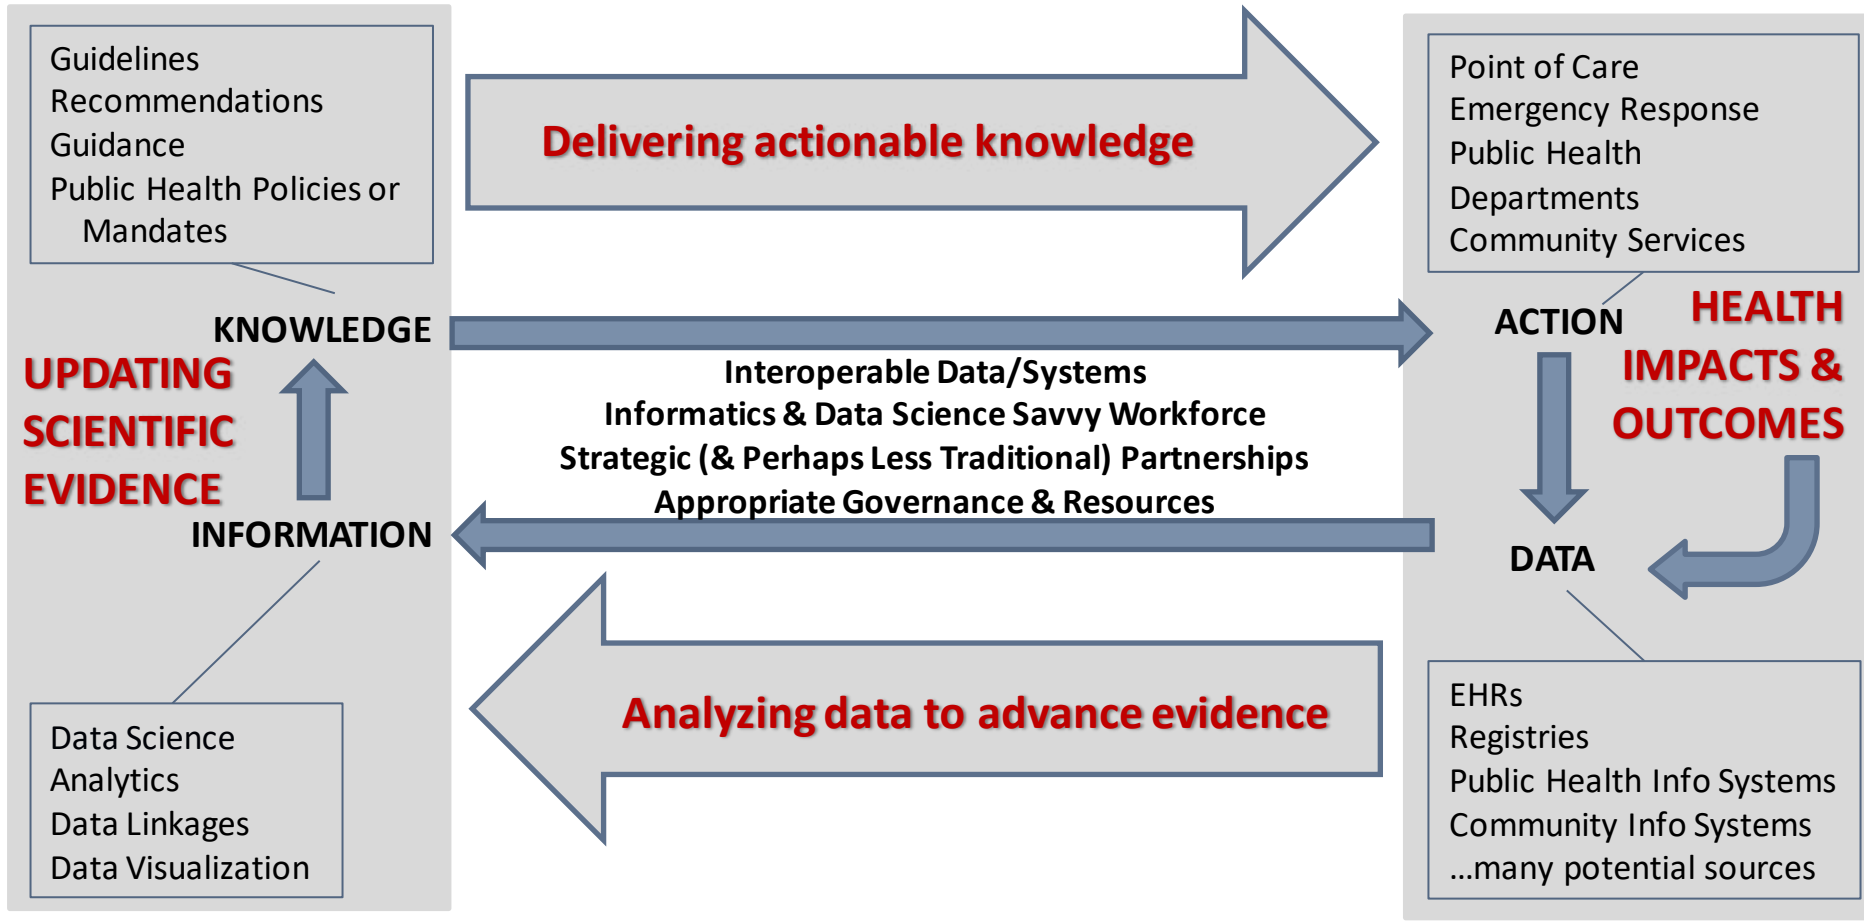 Guidelines
Recommendations
Guidance
Public Health Policies or
Mandates
KNOWLEDGE
UPDATING
SCIENTIFIC
EVIDENCE
INFORMATION
Data Science
Analytics
Data Linkages
Data Visualization
Delivering actionable knowledge
Interoperable Data/Systems
Informatics & Data Science Savvy Workforce
Strategic (& Perhaps Less Traditional) Partnerships
Appropriate Governance & Resources
Analyzing data to advance evidence
Point of Care
Emergency Response
Public Health
Departments
Community Services
ACTION
HEALTH
IMPACTS &
OUTCOMES
DATA
EHRs
Registries
Public Health Info Systems
Community Info Systems
...many potential sources